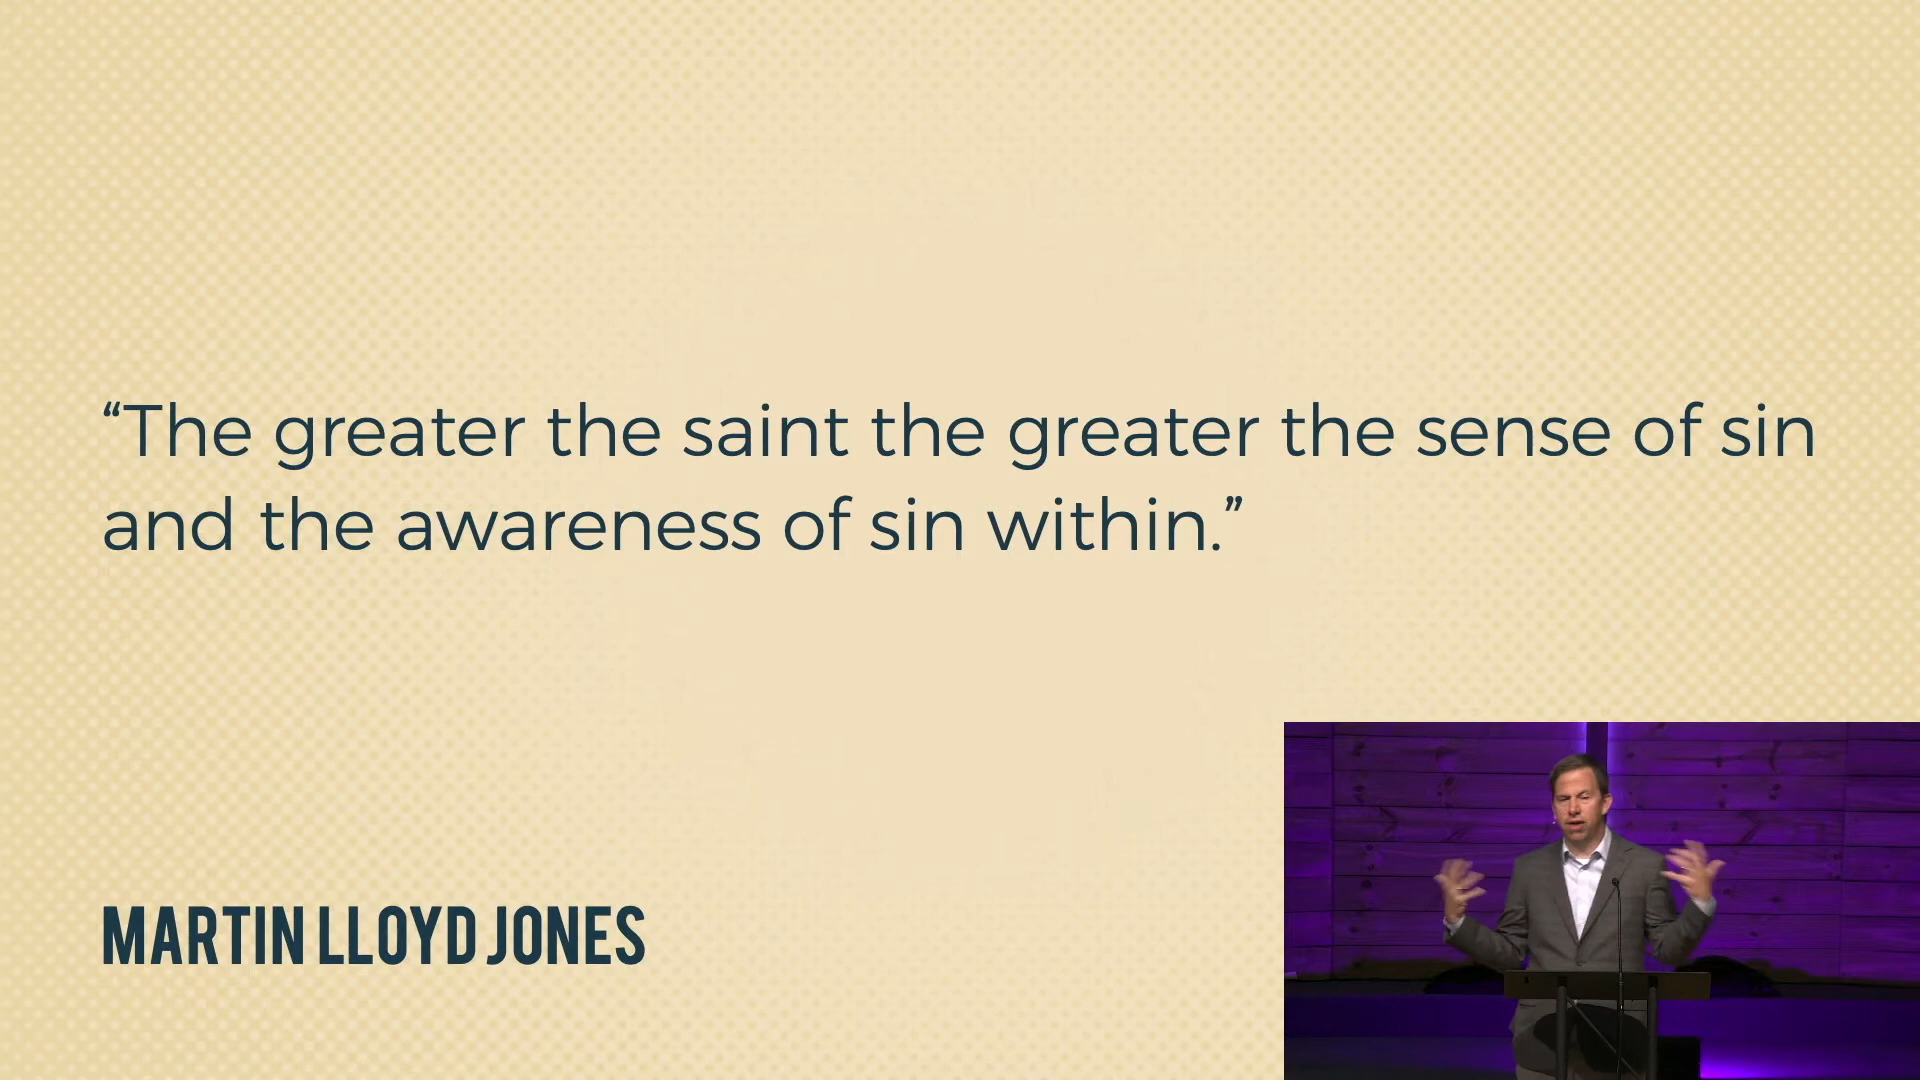 “The greater the saint the greater the sense of sin
and the awareness of sin within.”
MARTIN LLOYD JONES